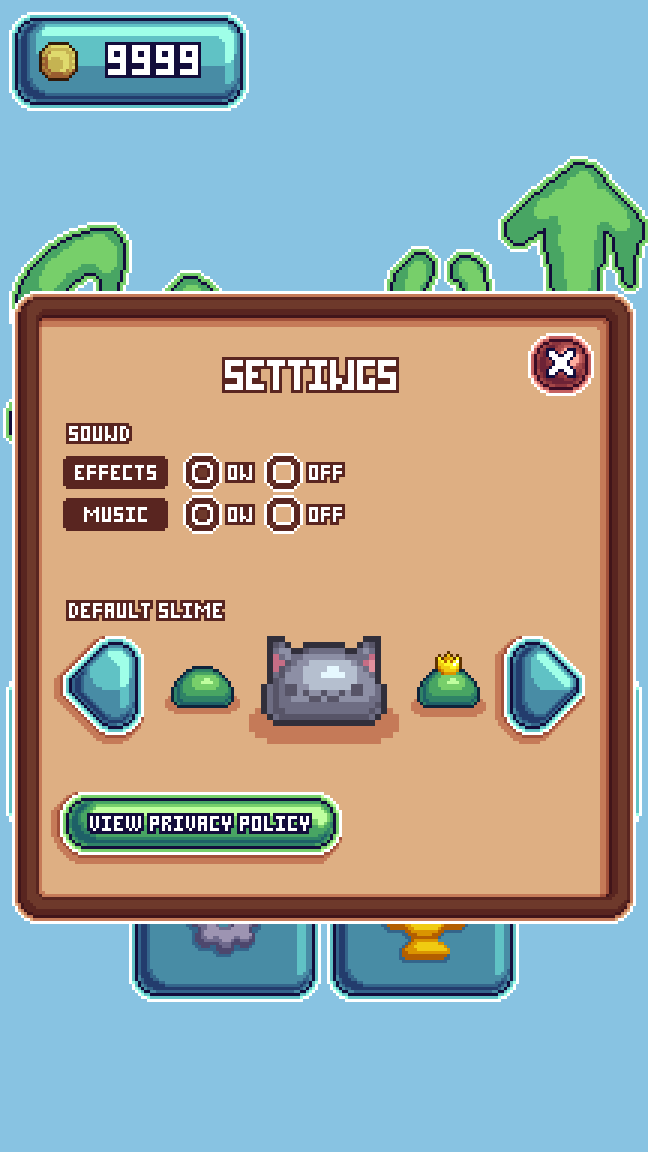 9999
SETTINGS
SOUND
EFFECTS ON OFF
MUSIC ON OFF
DEFAULT SLIME
VIEW PRIVACY POLICY